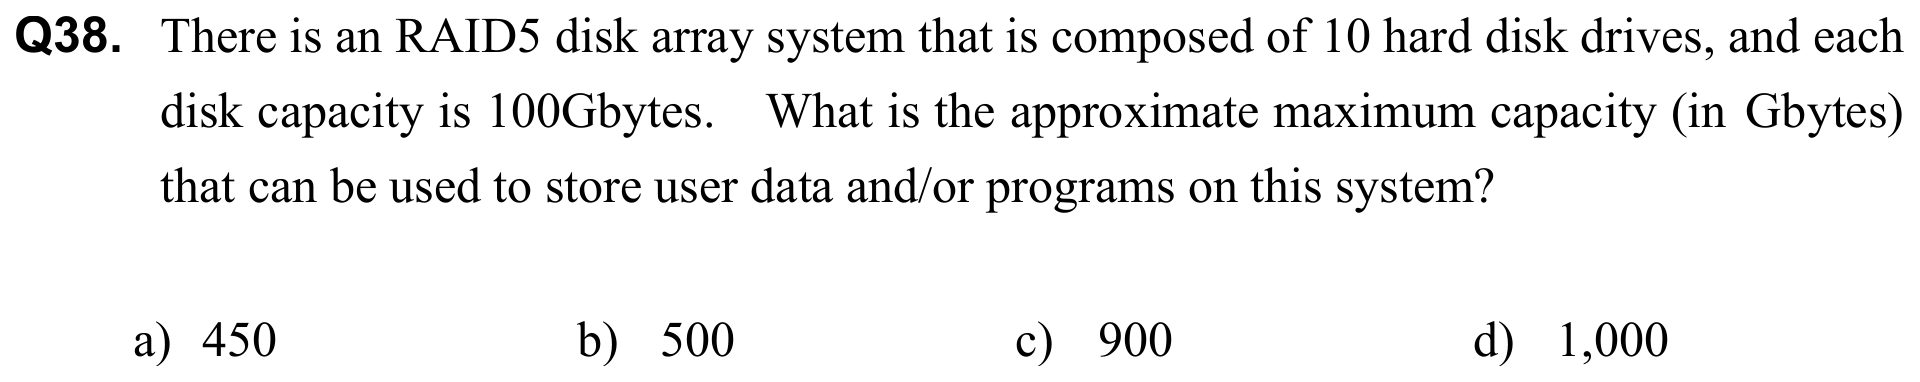 Q38. There is an RAID5 disk array system that is composed of 10 hard disk drives, and each
disk capacity is 100Gbytes. What is the approximate maximum capacity (in Gbytes)
that can be used to store user data and/or programs on this system?
a) 450 b) 500 c) 900 d) 1,000